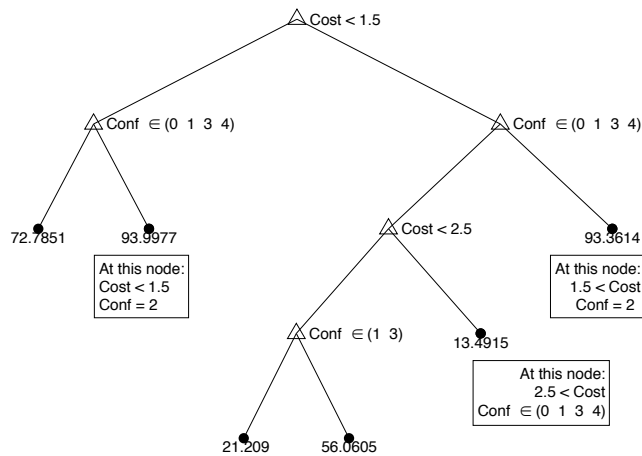 Cost < 1.5
Conf ∈ (0 1 3 4)
Conf ∈ (0 1 3 4)
72.7851
93.9977
Cost < 2.5
93.3614
At this node:
Cost < 1.5
Conf = 2
At this node:
1.5 < Cost
Conf = 2
Conf ∈ (1 3)
13.4915
At this node:
2.5 < Cost
Conf ∈ (0 1 3 4)
21.209
56.0605